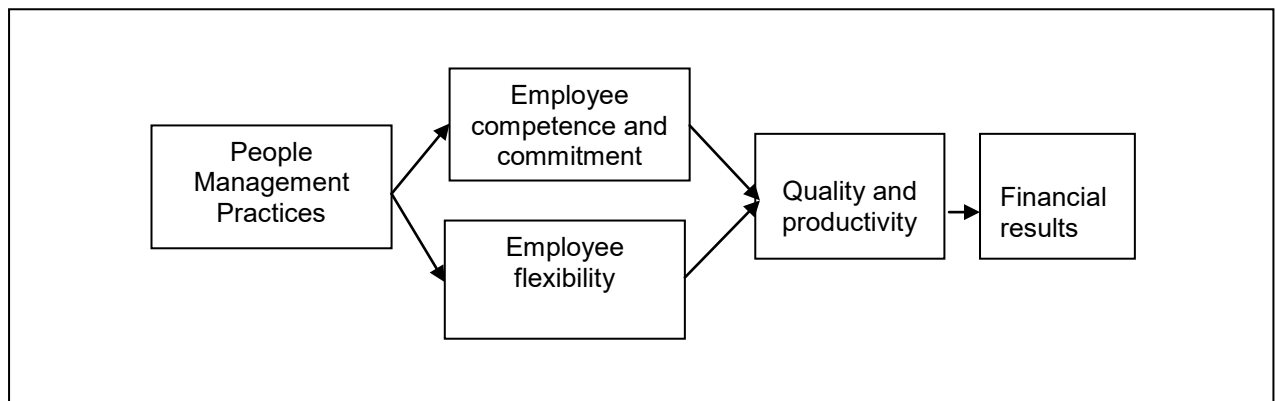 People
Management
Practices
Employee
competence and
commitment
Employee
flexibility
Quality and
productivity
Financial
results